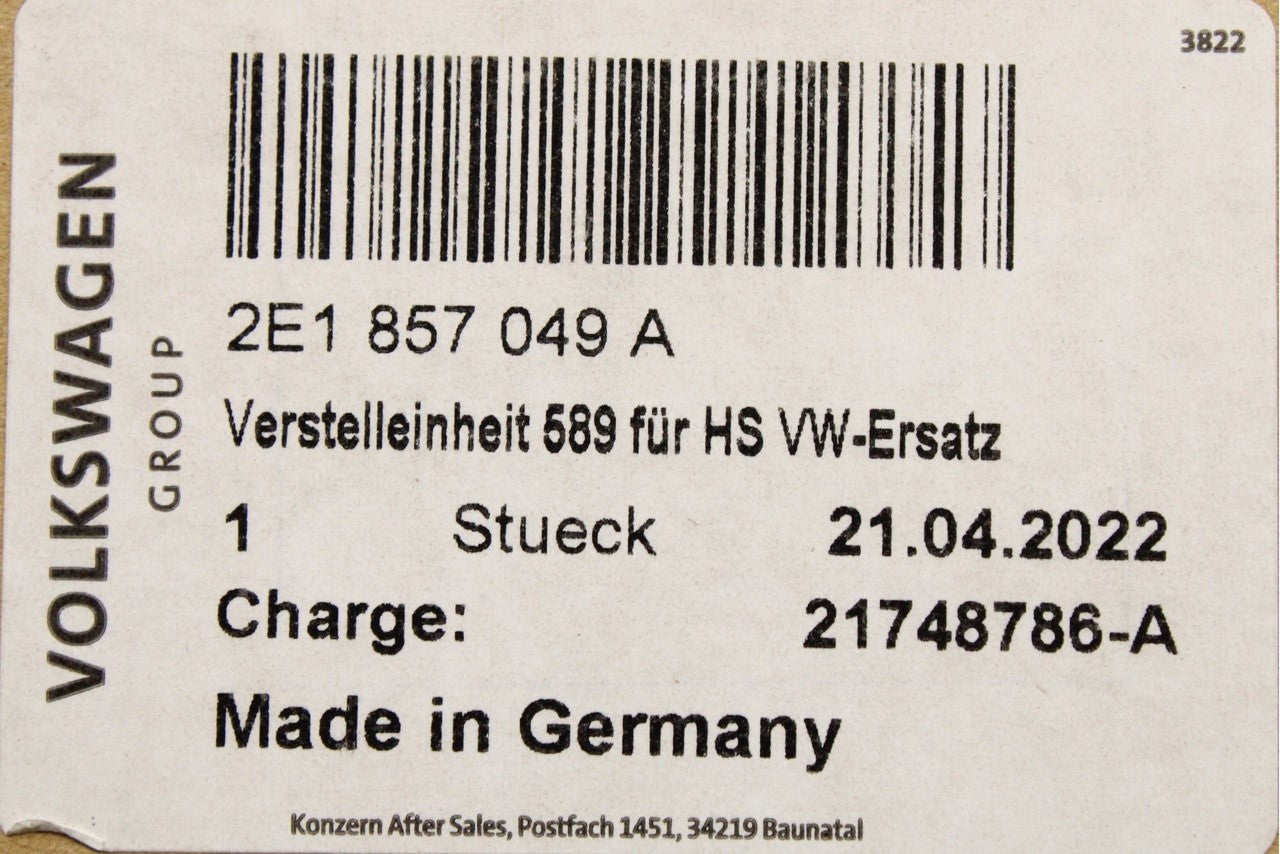 3822
VOLKSWAGEN
GROUP
2E1 857 049 A
Verstelleinheit 589 für HS VW-Ersatz
1 Stueck 21.04.2022
Charge: 21748786-A
Made in Germany
Konzern After Sales, Postfach 1451, 34219 Baunatal